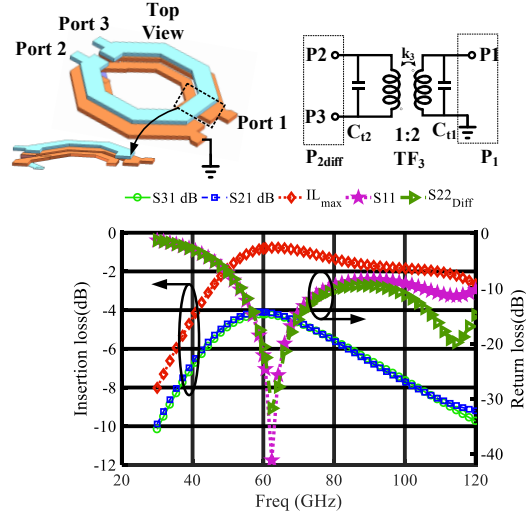 Top
View
Port 3
Port 2
Port 1
P2
P3
P1
k3
Ct2
Ct1
1:2
TF3
P2diff
P1
S31 dB S21 dB ILmax S11 S22Diff
Insertion loss(dB)
0
-2
-4
-6
-8
-10
-12
Return loss(dB)
0
-10
-20
-30
-40
20 40 60 80 100 120
Freq (GHz)